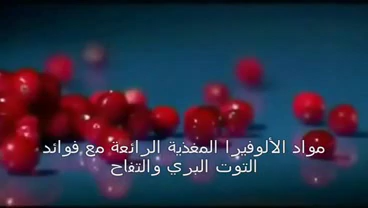 مواد الألوفيرا المغذية الرائعة مع فوائد
التوت البري والتفاح